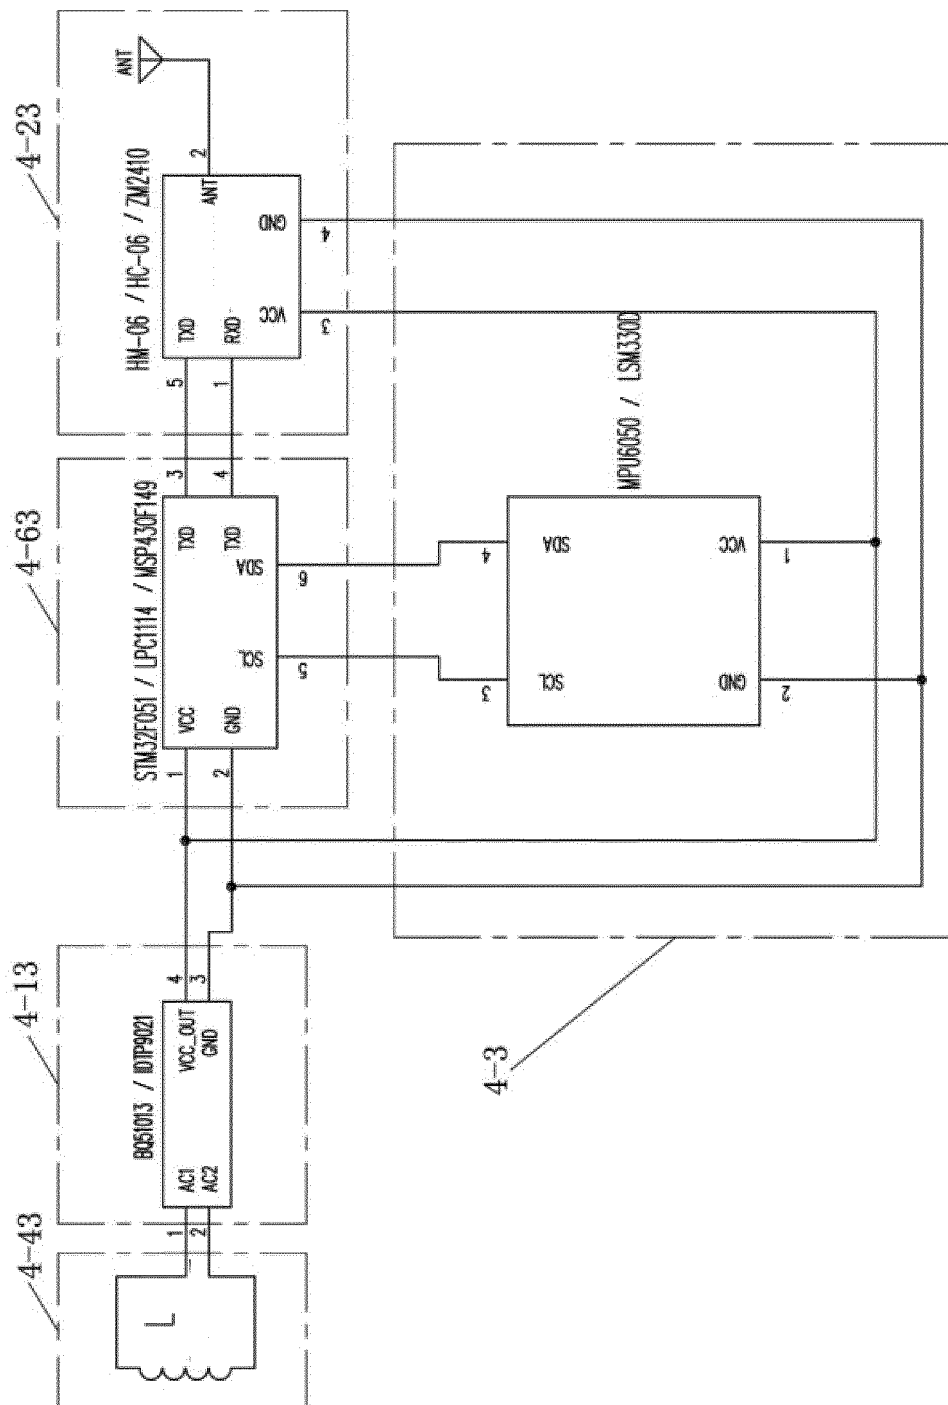 4-43
L
4-13
BQ51013 / IDTP9021
1
AC1
2
AC2
VCC_OUT
4
GND
3
4-63
STM32F051 / LPC1114 / MSP430F149
1
VCC
2
GND
TXD
3
TXD
4
SCL
5
SDA
6
4-23
HM-06 / HC-06 / ZM2410
5
TXD
1
RXD
ANT
2
ANT
VCC
3
GND
4
4-3
MPU6050 / LSM330D
3
SCL
4
SDA
GND
2
VCC
1